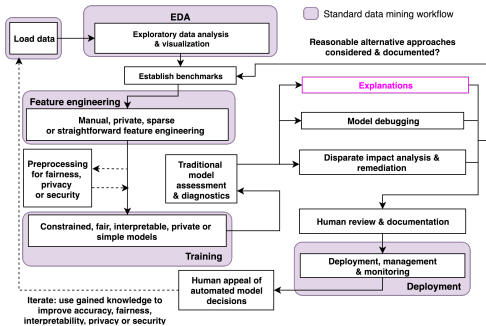 Standard data mining workflow
EDA
Load data
Exploratory data analysis
& visualization
Reasonable alternative approaches
considered & documented?
Establish benchmarks
Explanations
Feature engineering
Manual, private, sparse
or straightforward feature engineering
Model debugging
Preprocessing
for fairness,
privacy
or security
Traditional
model
assessment
& diagnostics
Disparate impact analysis &
remediation
Constrained, fair, interpretable, private or
simple models
Training
Human review & documentation
Deployment, management
& monitoring
Deployment
Human appeal of
automated model
decisions
Iterate: use gained knowledge to
improve accuracy, fairness,
interpretability, privacy or security